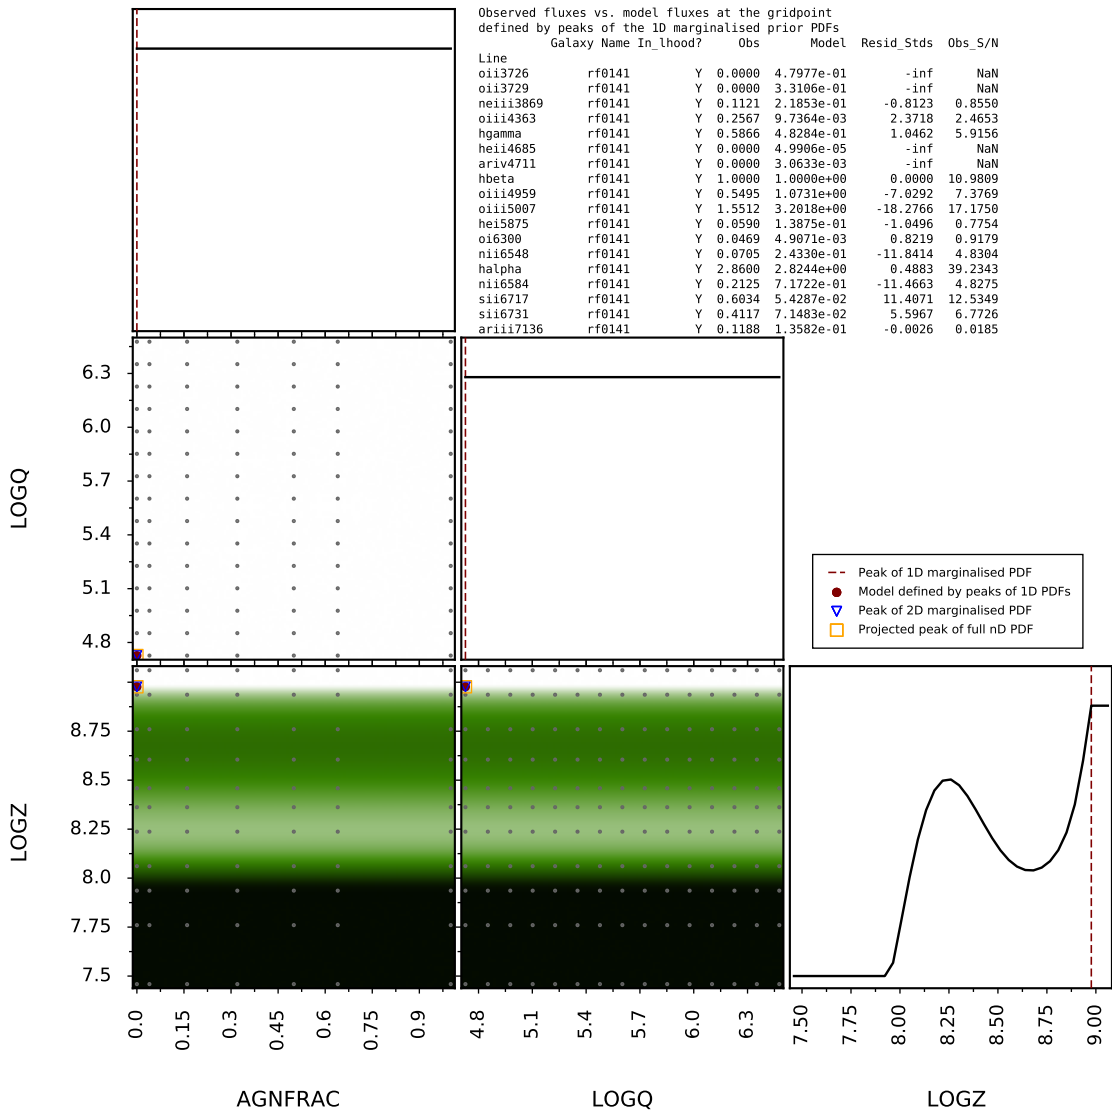 Observed fluxes vs. model fluxes at the gridpoint
defined by peaks of the 1D marginalised prior PDFs
Galaxy Name In_lhood? Obs Model Resid_Stds Obs_S/N
Line
oii3726 rf0141 Y 0.0000 4.7977e-01 -inf NaN
oii3729 rf0141 Y 0.0000 3.3106e-01 -inf NaN
neiii3869 rf0141 Y 0.1121 2.1853e-01 -0.8123 0.8550
oiii4363 rf0141 Y 0.2567 9.7364e-03 2.3718 2.4653
hgamma rf0141 Y 0.5866 4.8284e-01 1.0462 5.9156
heii4685 rf0141 Y 0.0000 4.9906e-05 -inf NaN
ariv4711 rf0141 Y 0.0000 3.0633e-03 -inf NaN
hbeta rf0141 Y 1.0000 1.0000e+00 0.0000 10.9809
oiii4959 rf0141 Y 0.5495 1.0731e+00 -7.0292 7.3769
oiii5007 rf0141 Y 1.5512 3.2018e+00 -18.2766 17.1750
hei5875 rf0141 Y 0.0590 1.3875e-01 -1.0496 0.7754
oi6300 rf0141 Y 0.0469 4.9071e-03 0.8219 0.9179
nii6548 rf0141 Y 0.0705 2.4330e-01 -11.8414 4.8304
halpha rf0141 Y 2.8600 2.8244e+00 0.4883 39.2343
nii6584 rf0141 Y 0.2125 7.1722e-01 -11.4663 4.8275
sii6717 rf0141 Y 0.6034 5.4287e-02 11.4071 12.5349
sii6731 rf0141 Y 0.4117 7.1483e-02 5.5967 6.7726
ariii7136 rf0141 Y 0.1188 1.3582e-01 -0.0026 0.0185
6.3
6.0
5.7
5.4
5.1
4.8
LOGQ
Peak of 1D marginalised PDF
Model defined by peaks of 1D PDFs
Peak of 2D marginalised PDF
Projected peak of full nD PDF
8.75
8.5
8.25
8.0
7.75
7.5
LOGZ
0.0 0.15 0.3 0.45 0.6 0.75 0.9
4.8 5.1 5.4 5.7 6.0 6.3
7.50 7.75 8.00 8.25 8.50 8.75 9.00
AGNFRAC LOGQ LOGZ